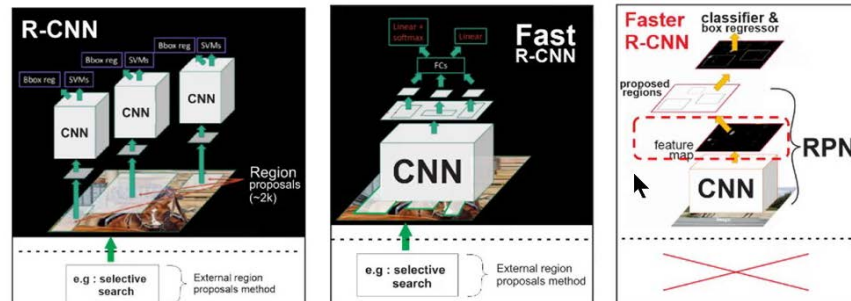 R-CNN
Bbox reg SVMs
Bbox reg SVMs
Bbox reg SVMs
CNN
CNN
CNN
Region
proposals
(~2k)
e.g : selective
search
External region
proposals method
Fast
R-CNN
Linear +
softmax
Linear
FCs
CNN
e.g : selective
search
External region
proposals method
Faster
R-CNN
classifier &
box regressor
proposed
regions
feature
map
RPN
CNN